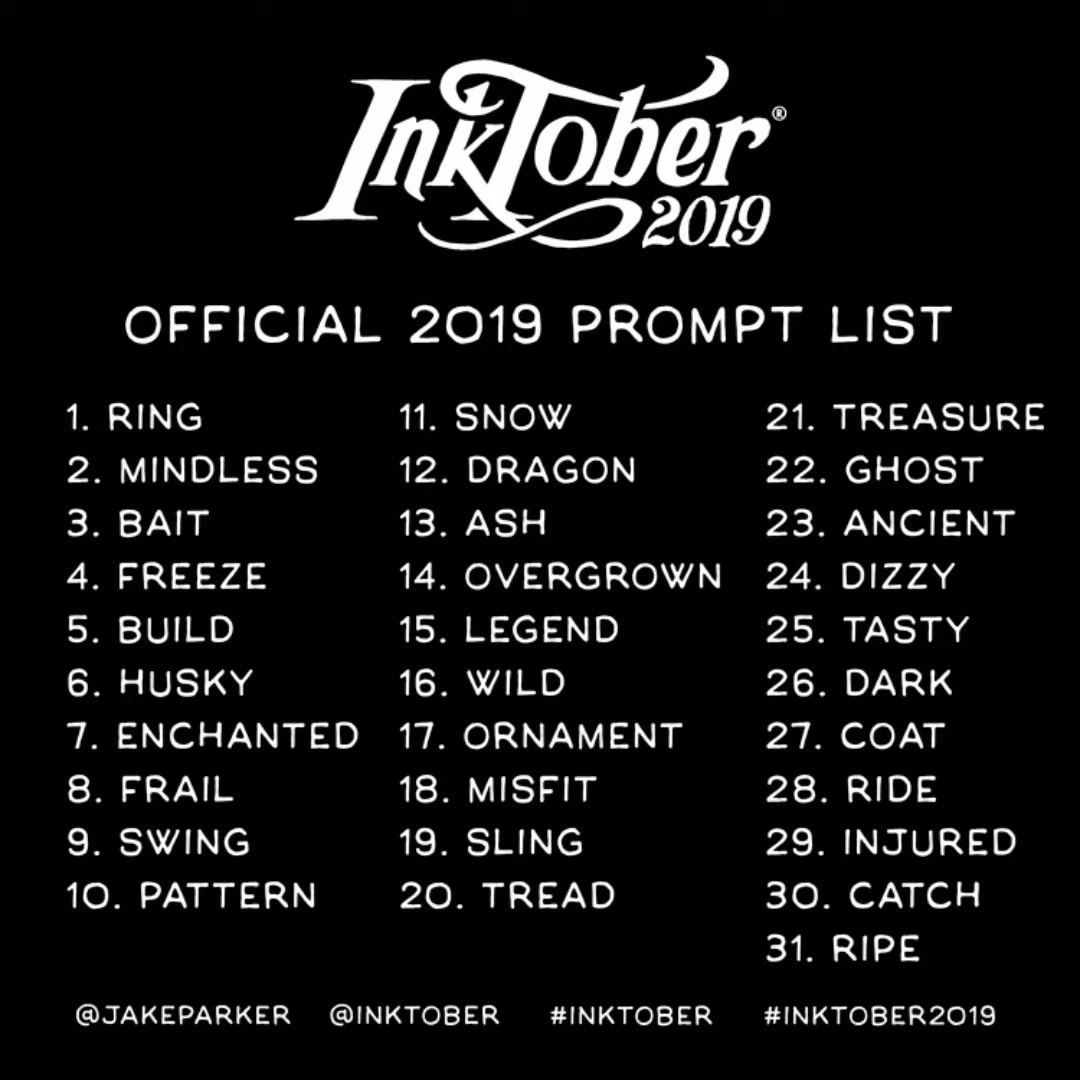 InkTober®
2019
OFFICIAL 2019 PROMPT LIST
1. RING
2. MINDLESS
3. BAIT
4. FREEZE
5. BUILD
6. HUSKY
7. ENCHANTED
8. FRAIL
9. SWING
10. PATTERN
11. SNOW
12. DRAGON
13. ASH
14. OVERGROWN
15. LEGEND
16. WILD
17. ORNAMENT
18. MISFIT
19. SLING
20. TREAD
21. TREASURE
22. GHOST
23. ANCIENT
24. DIZZY
25. TASTY
26. DARK
27. COAT
28. RIDE
29. INJURED
30. CATCH
31. RIPE
@JAKEPARKER @INKTOBER #INKTOBER #INKTOBER2019